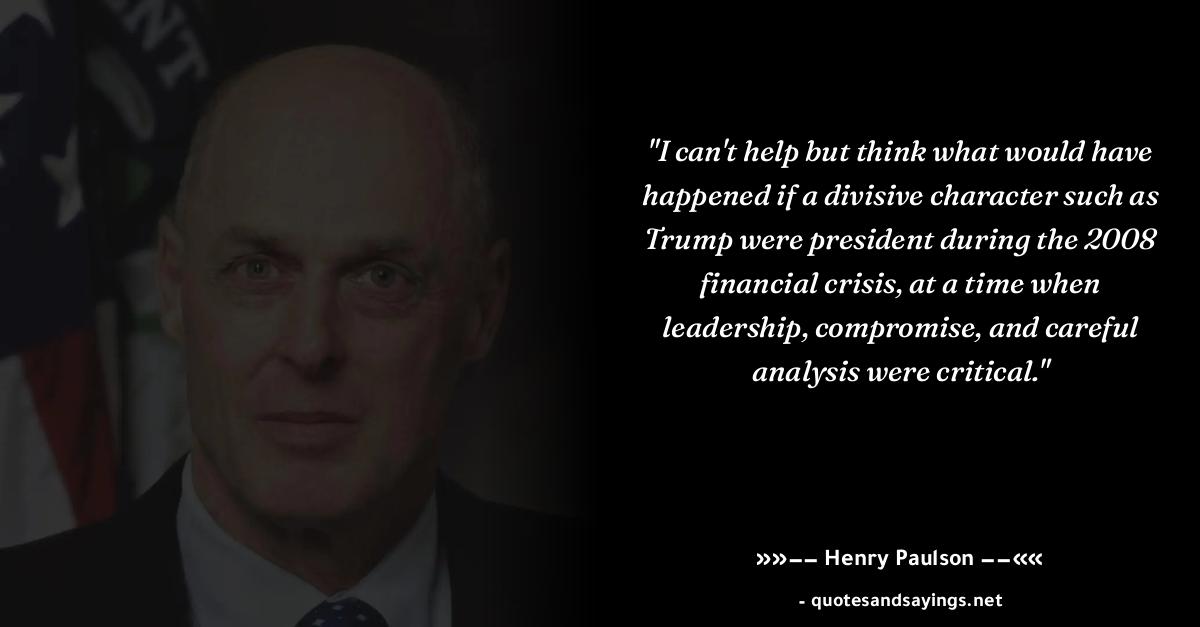 NT
"I can't help but think what would have
happened if a divisive character such as
Trump were president during the 2008
financial crisis, at a time when
leadership, compromise, and careful
analysis were critical."
»»−− Henry Paulson −−««
- quotesandsayings.net